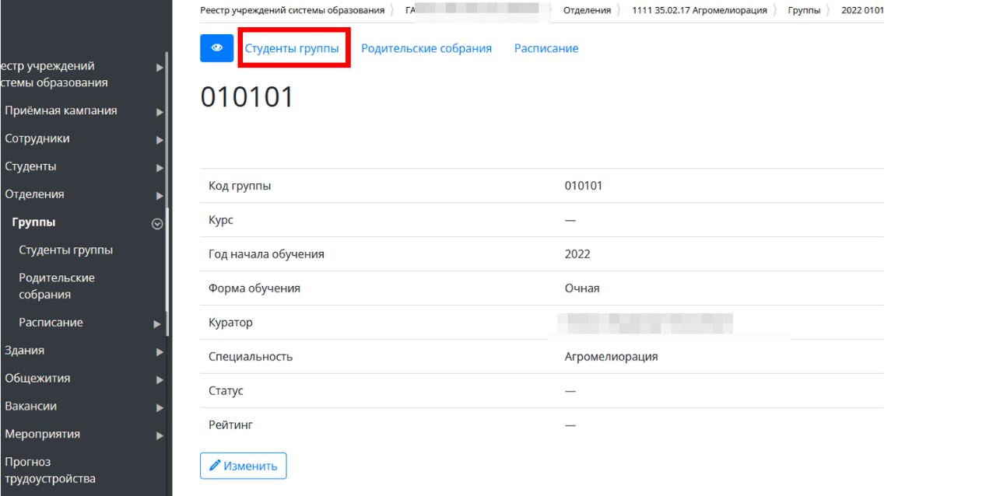 Реестр учреждений системы образования ⟩ ГА ⟩ Отделения ⟩ 1111 35.02.17 Агромелиорация ⟩ Группы ⟩ 2022 0101
Студенты группы Родительские собрания Расписание
010101
естр учреждений
стемы образования
Приёмная кампания
Сотрудники
Студенты
Отделения
Группы
Студенты группы
Родительские
собрания
Расписание
Здания
Общежития
Вакансии
Мероприятия
Прогноз
трудоустройства
Код группы 010101
Курс —
Год начала обучения 2022
Форма обучения Очная
Куратор
Специальность Агромелиорация
Статус —
Рейтинг —
Изменить